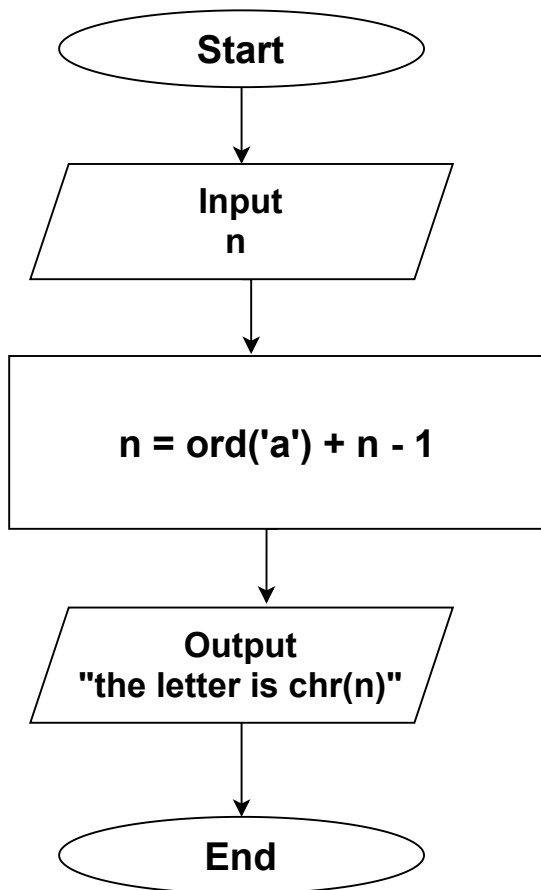 Start
Input
n
n = ord('a') + n - 1
Output
"the letter is chr(n)"
End